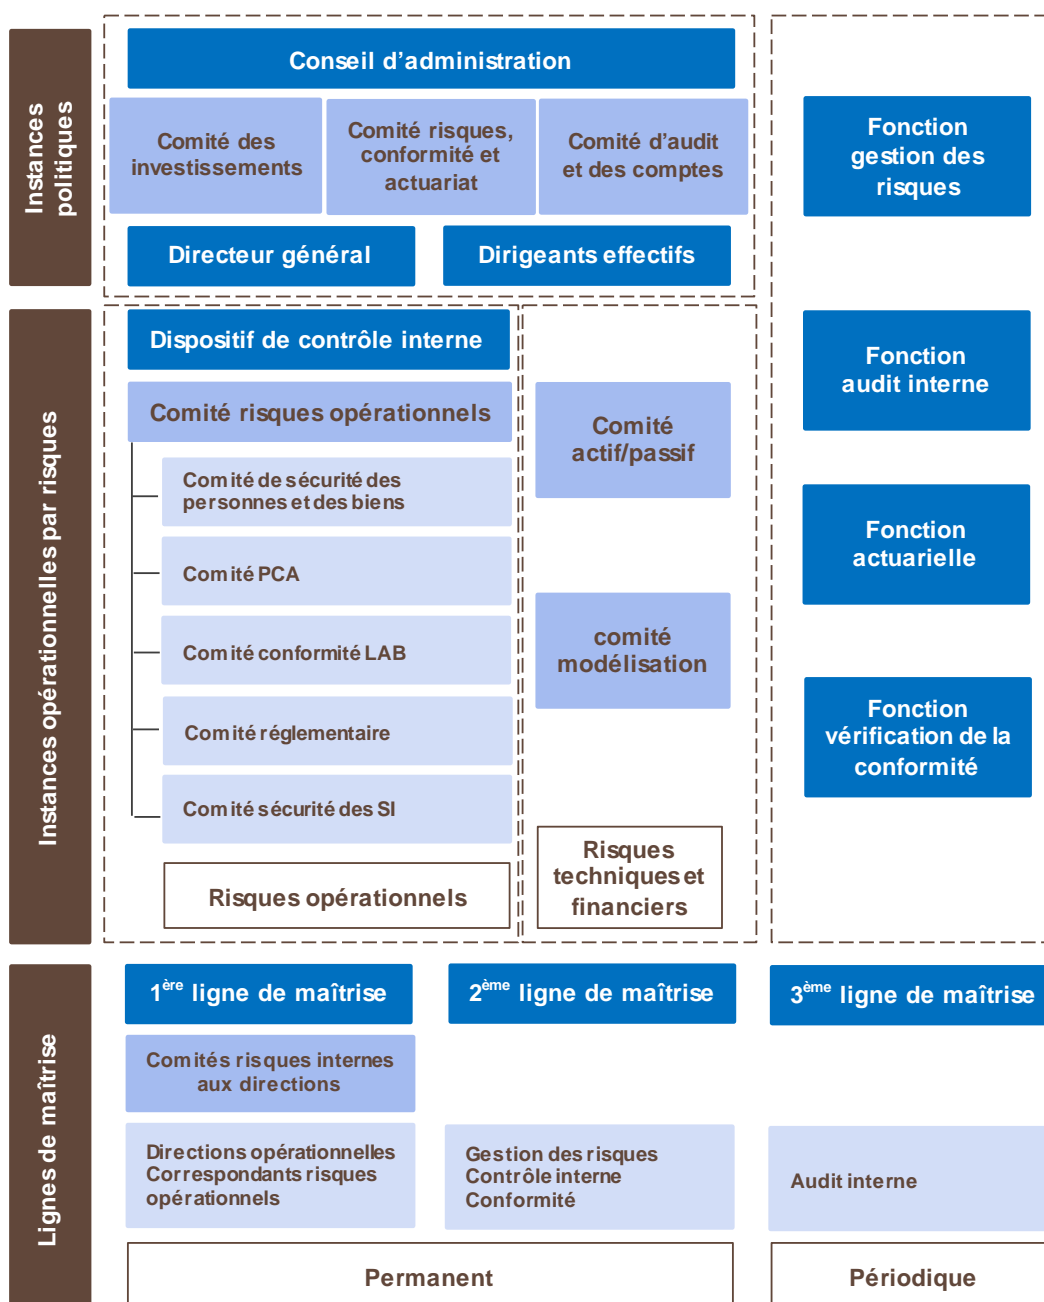 Instances
politiques
Conseil d'administration
Comité des
investissements
Comité risques,
conformité et
actuariat
Comité d'audit
et des comptes
Directeur général
Dirigeants effectifs
Fonction
gestion des
risques
Instances opérationnelles par risques
Dispositif de contrôle interne
Comité risques opérationnels
Comité de sécurité des
personnes et des biens
Comité PCA
Comité conformité LAB
Comité réglementaire
Comité sécurité des SI
Risques opérationnels
Comité
actif/passif
comité
modélisation
Risques
techniques et
financiers
Fonction
audit interne
Fonction
actuarielle
Fonction
vérification de la
conformité
Lignes de maîtrise
1ère ligne de maîtrise
2ème ligne de maîtrise
3ème ligne de maîtrise
Comités risques internes
aux directions
Directions opérationnelles
Correspondants risques
opérationnels
Gestion des risques
Contrôle interne
Conformité
Audit interne
Permanent
Périodique